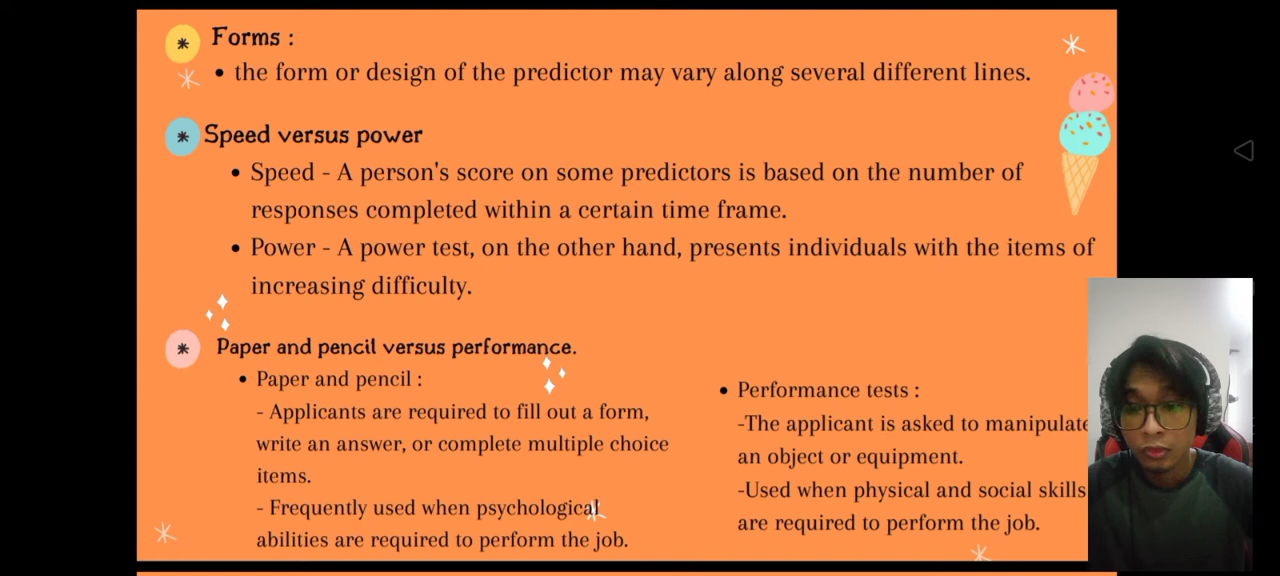 Forms :
• the form or design of the predictor may vary along several different lines.
Speed versus power
• Speed - A person's score on some predictors is based on the number of
responses completed within a certain time frame.
• Power - A power test, on the other hand, presents individuals with the items of
increasing difficulty.
Paper and pencil versus performance.
• Paper and pencil :
- Applicants are required to fill out a form,
write an answer, or complete multiple choice
items.
- Frequently used when psychological
abilities are required to perform the job.
• Performance tests :
-The applicant is asked to manipulate
an object or equipment.
-Used when physical and social skills
are required to perform the job.